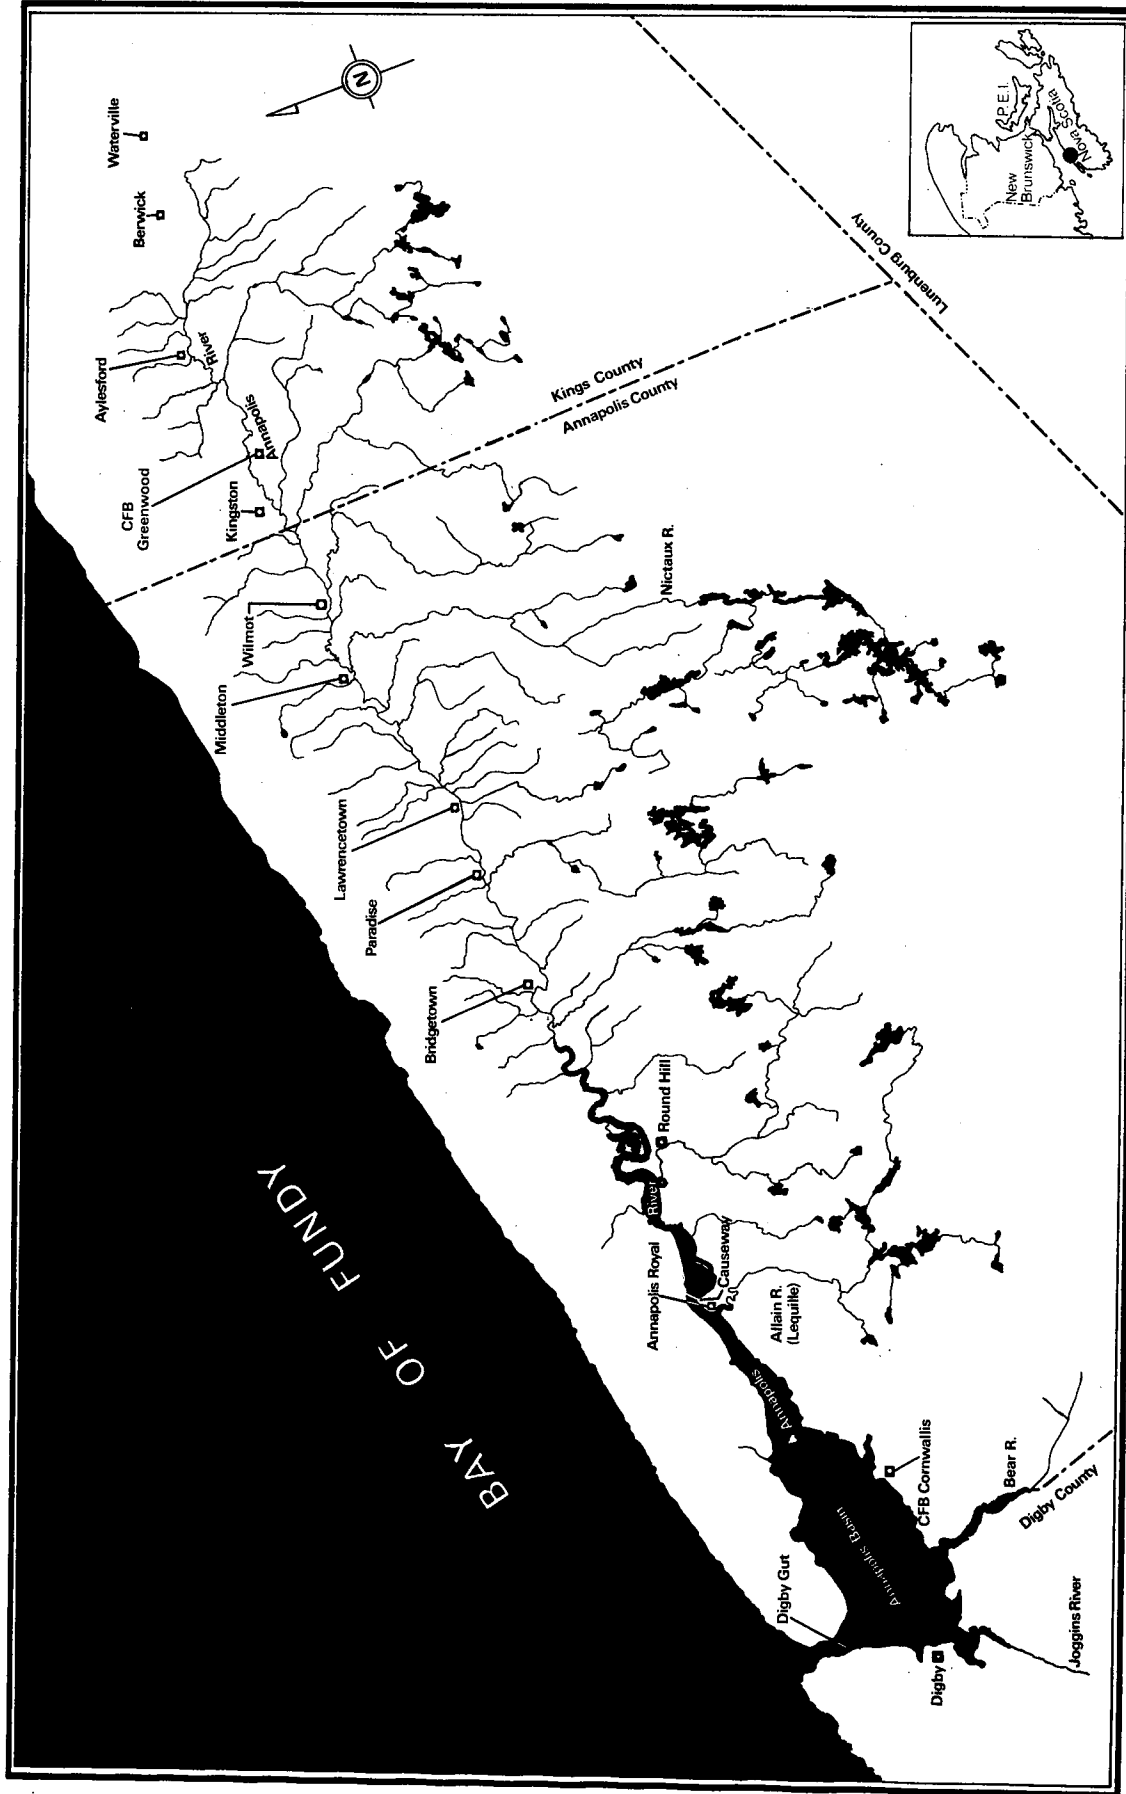 Waterville
Berwick
Aylesford
River
Annapolis
CFB
Greenwood
Kingston
Wilmot
Middleton
Lawrencetown
Paradise
Bridgetown
N
Kings County
Annapolis County
Lunenburg County
New
Brunswick
P.E.I.
Nova Scotia
Nictaux R.
Round Hill
River
Annapolis Royal
Causeway
Allain R.
(Lequille)
Annapolis
BAY OF FUNDY
Annapolis Basin
CFB Cornwallis
Bear R.
Digby County
Digby Gut
Digby
Joggins River